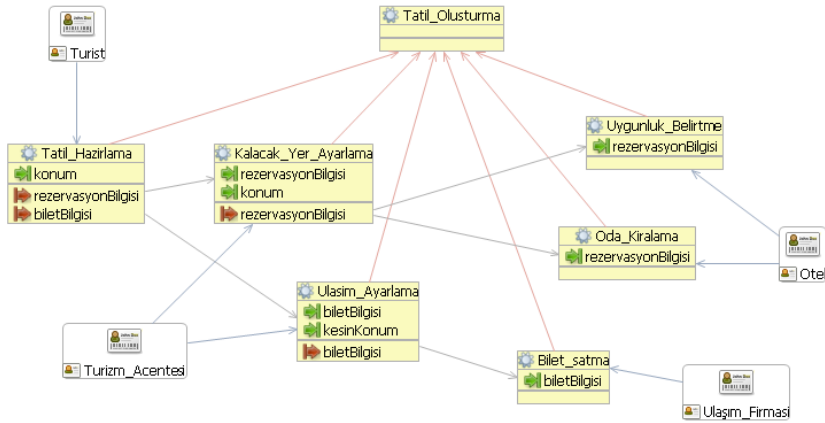 Tatil_Olusturma
Turist
Tatil_Hazirlama
konum
rezervasyonBilgisi
biletBilgisi
Kalacak_Yer_Ayarlama
rezervasyonBilgisi
konum
rezervasyonBilgisi
Uygunluk_Belirtme
rezervasyonBilgisi
Oda_Kiralama
rezervasyonBilgisi
Otel
Ulasim_Ayarlama
biletBilgisi
kesinKonum
biletBilgisi
Turizm_Acentesi
Bilet_satma
biletBilgisi
Ulaşım_Firmasi